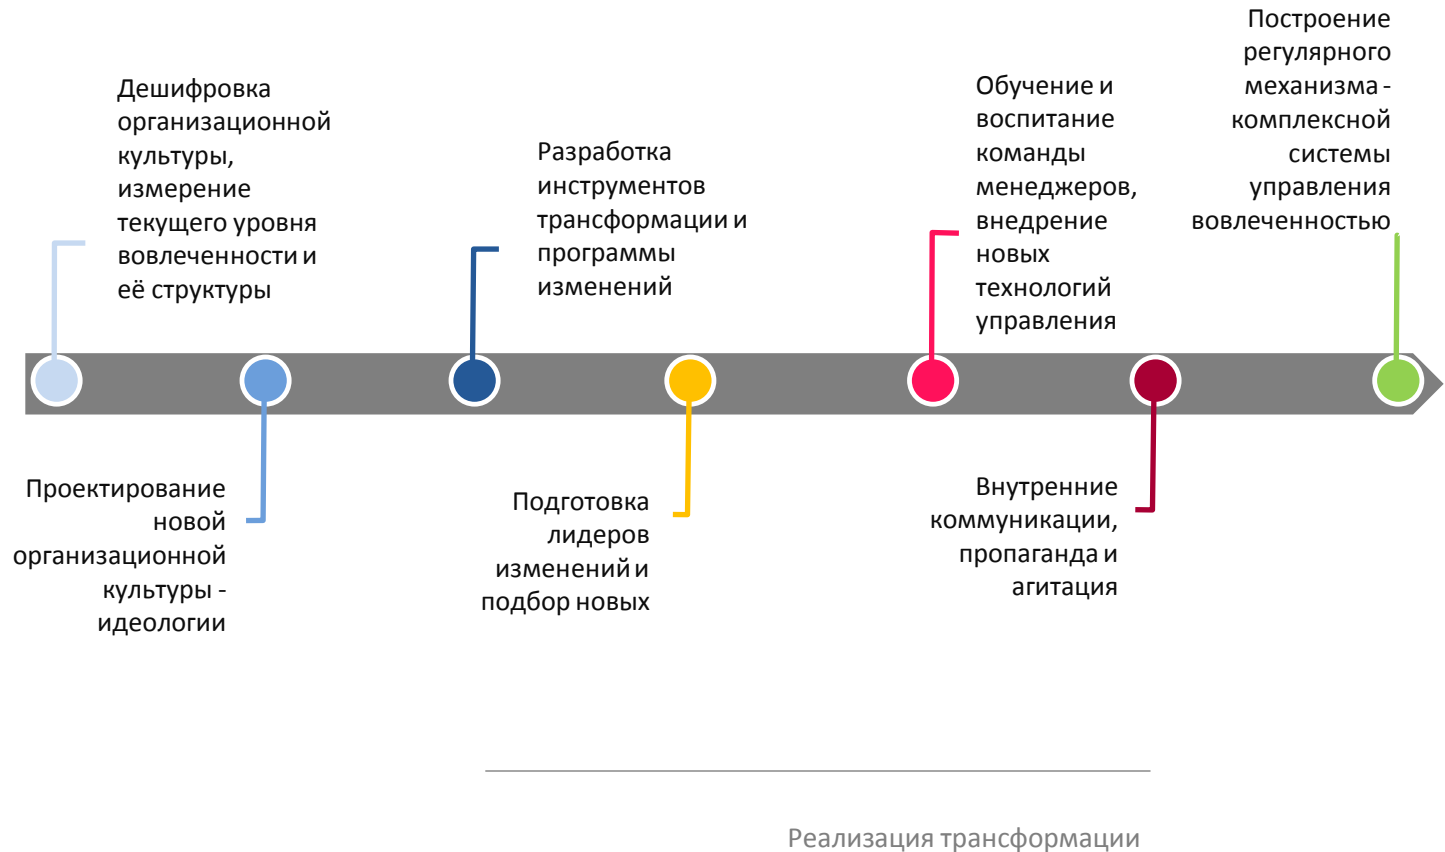 Дешифровка
организационной
культуры,
измерение
текущего уровня
вовлеченности и
её структуры
Проектирование
новой
организационной
культуры -
идеологии
Разработка
инструментов
трансформации и
программы
изменений
Подготовка
лидеров
изменений и
подбор новых
Обучение и
воспитание
команды
менеджеров,
внедрение
новых
технологий
управления
Внутренние
коммуникации,
пропаганда и
агитация
Построение
регулярного
механизма -
комплексной
системы
управления
вовлеченностью
Реализация трансформации